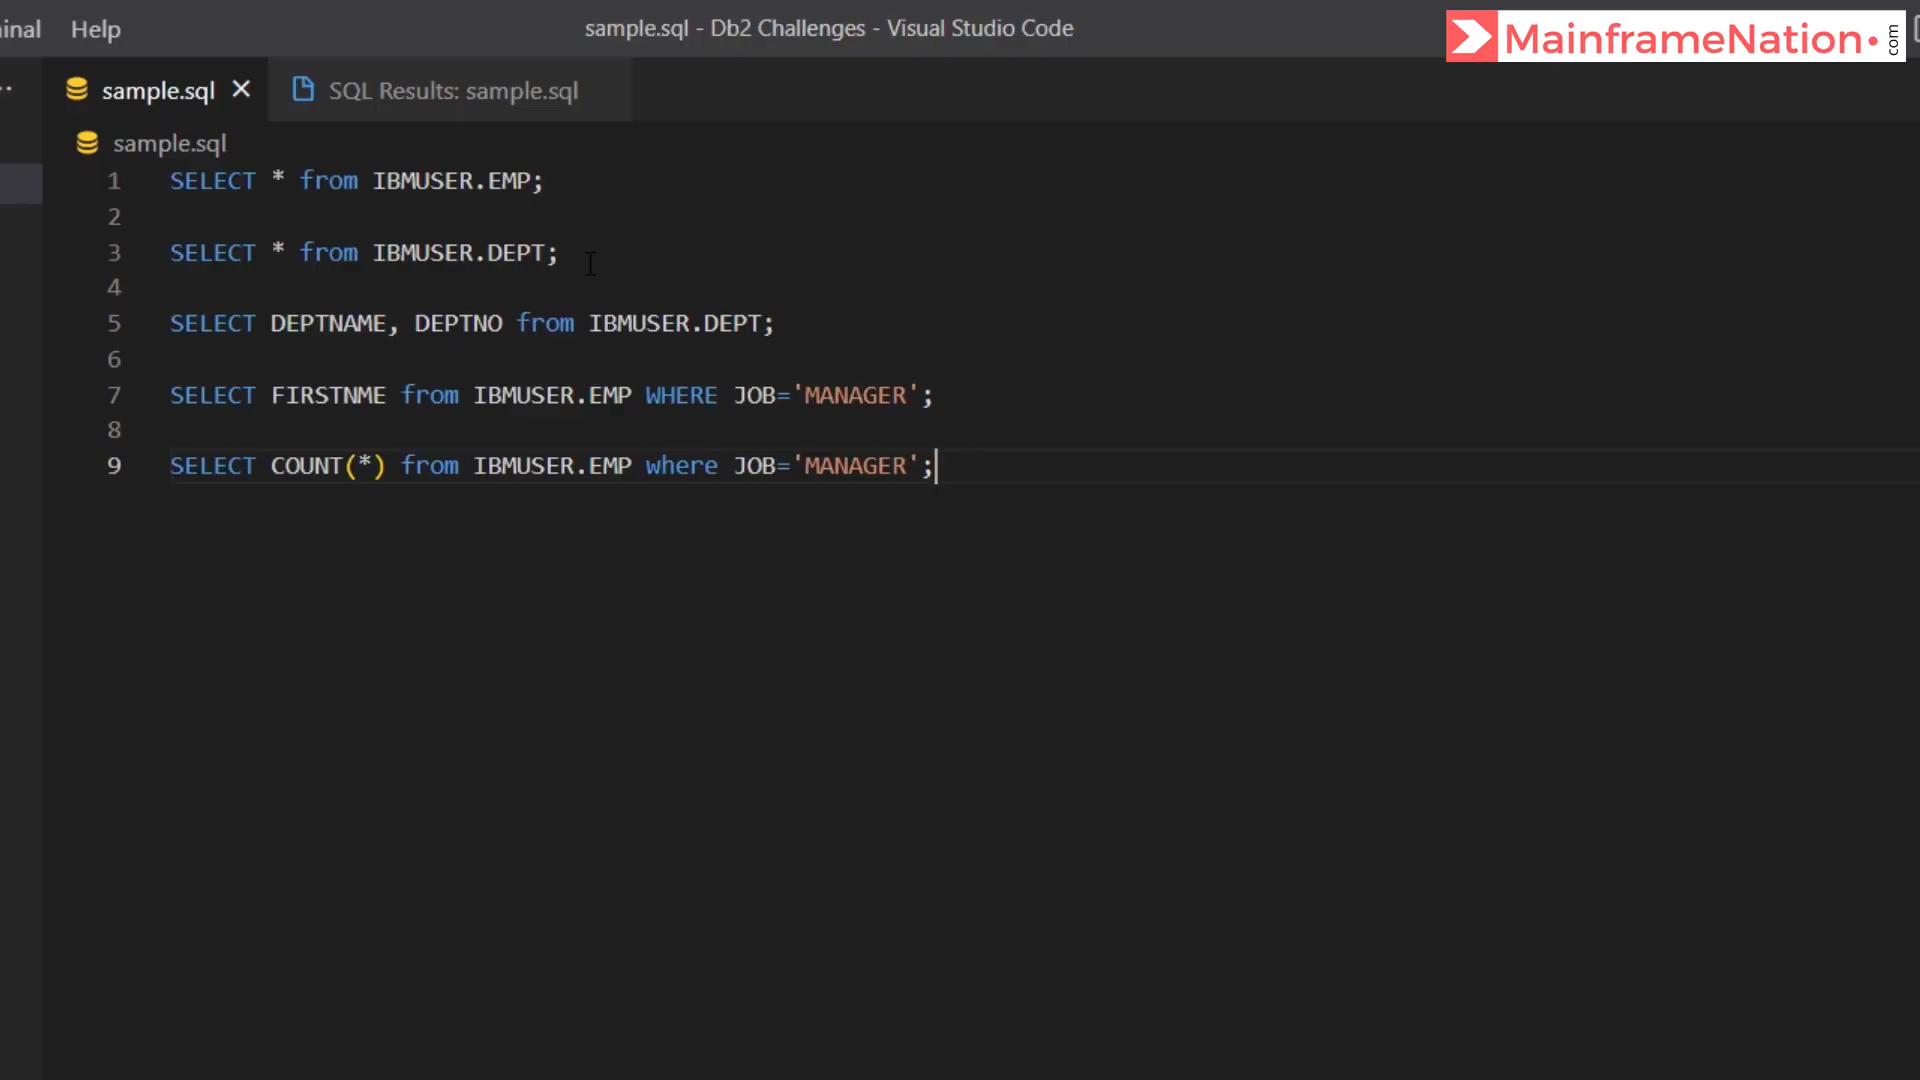 inal Help sample.sql - Db2 Challenges - Visual Studio Code
MainframeNation.com
sample.sql SQL Results: sample.sql
sample.sql
1 SELECT * from IBMUSER.EMP;
2
3 SELECT * from IBMUSER.DEPT;
4
5 SELECT DEPTNAME, DEPTNO from IBMUSER.DEPT;
6
7 SELECT FIRSTNME from IBMUSER.EMP WHERE JOB='MANAGER';
8
9 SELECT COUNT(*) from IBMUSER.EMP where JOB='MANAGER';